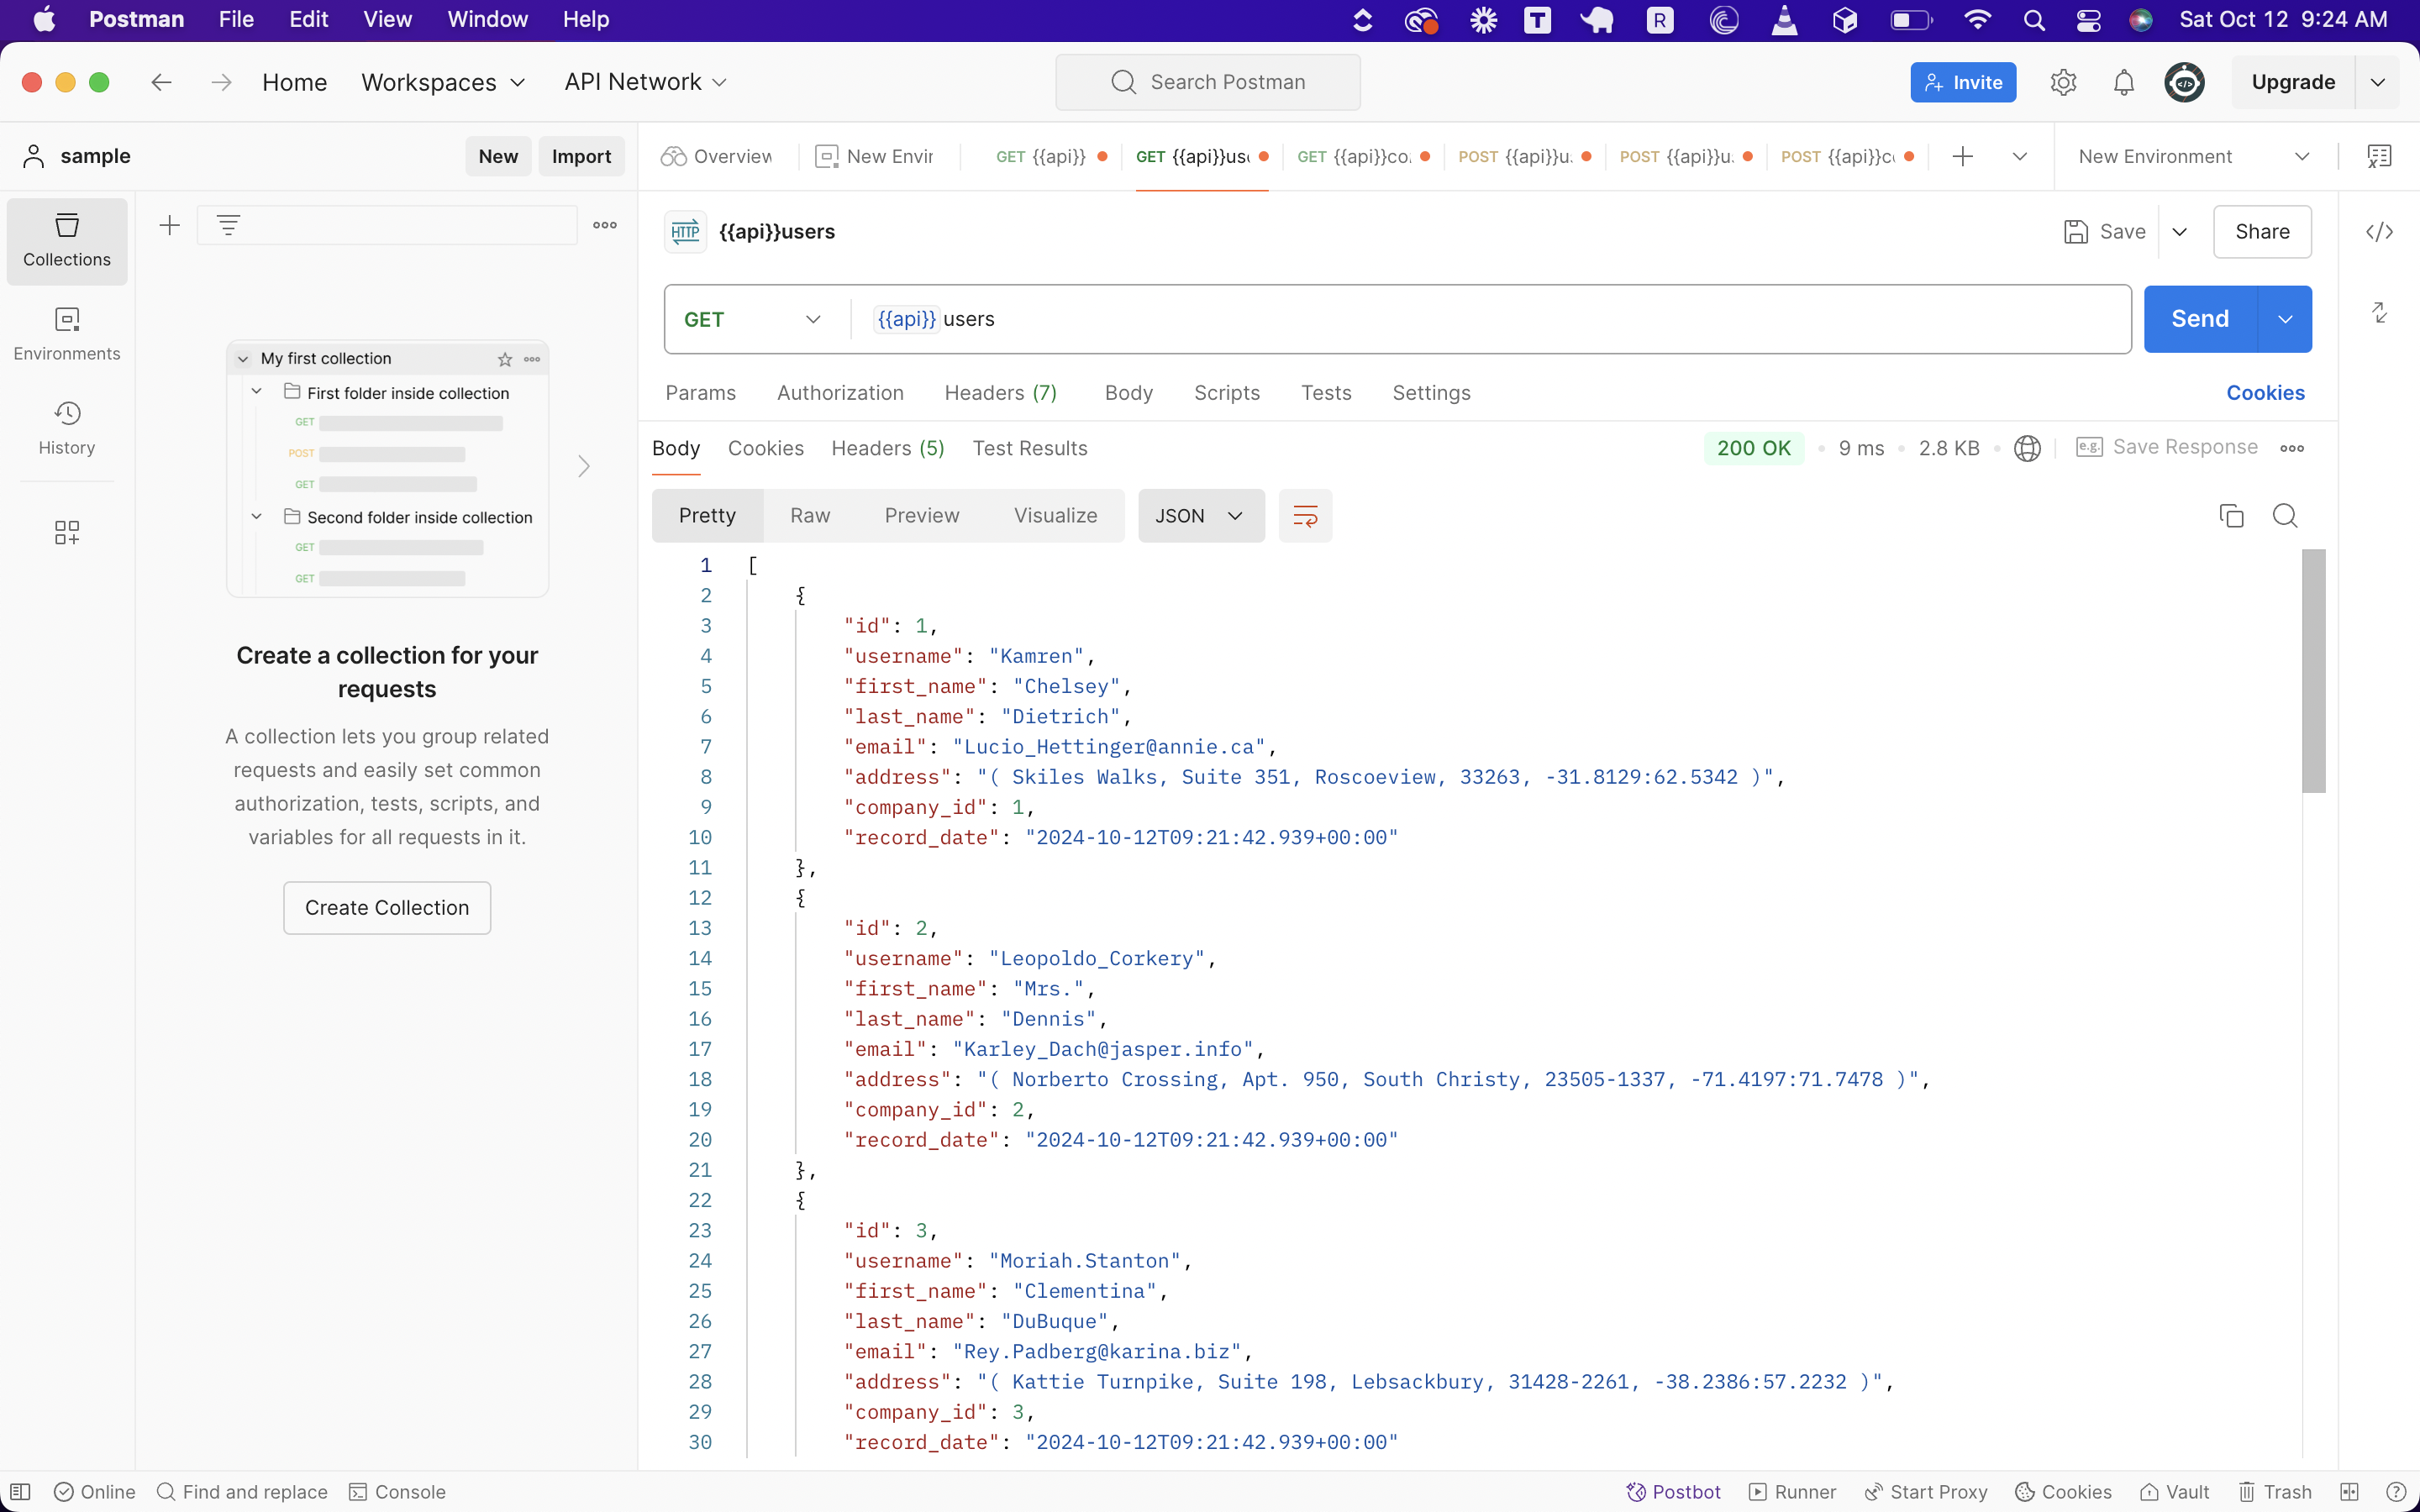 Postman File Edit View Window Help
Sat Oct 12 9:24 AM
Home Workspaces API Network
Search Postman
Invite
Upgrade
sample
New Import
Overview
New Envir
GET {{api}}
GET {{api}}use
GET {{api}}co.
POST {{api}}u.
POST {{api}}u.
POST {{api}}c
New Environment
Collections
Environments
History
My first collection
First folder inside collection
GET
POST
GET
Second folder inside collection
GET
GET
Create a collection for your
requests
A collection lets you group related
requests and easily set common
authorization, tests, scripts, and
variables for all requests in it.
Create Collection
HTTP {{api}}users
Save
Share
GET {{api}} users
Send
Params Authorization Headers (7) Body Scripts Tests Settings
Cookies
Body Cookies Headers (5) Test Results
200 OK 9 ms 2.8 KB
e.g. Save Response
Pretty Raw Preview Visualize
JSON
1 [
2 {
3 "id": 1,
4 "username": "Kamren",
5 "first_name": "Chelsey",
6 "last_name": "Dietrich",
7 "email": "Lucio_Hettinger@annie.ca",
8 "address": "( Skiles Walks, Suite 351, Roscoeview, 33263, -31.8129:62.5342 )",
9 "company_id": 1,
10 "record_date": "2024-10-12T09:21:42.939+00:00"
11 },
12 {
13 "id": 2,
14 "username": "Leopoldo_Corkery",
15 "first_name": "Mrs.",
16 "last_name": "Dennis",
17 "email": "Karley_Dach@jasper.info",
18 "address": "( Norberto Crossing, Apt. 950, South Christy, 23505-1337, -71.4197:71.7478 )",
19 "company_id": 2,
20 "record_date": "2024-10-12T09:21:42.939+00:00"
21 },
22 {
23 "id": 3,
24 "username": "Moriah.Stanton",
25 "first_name": "Clementina",
26 "last_name": "DuBuque",
27 "email": "Rey.Padberg@karina.biz",
28 "address": "( Kattie Turnpike, Suite 198, Lebsackbury, 31428-2261, -38.2386:57.2232 )",
29 "company_id": 3,
30 "record_date": "2024-10-12T09:21:42.939+00:00"
Online Find and replace Console
Postbot Runner Start Proxy Cookies Vault Trash